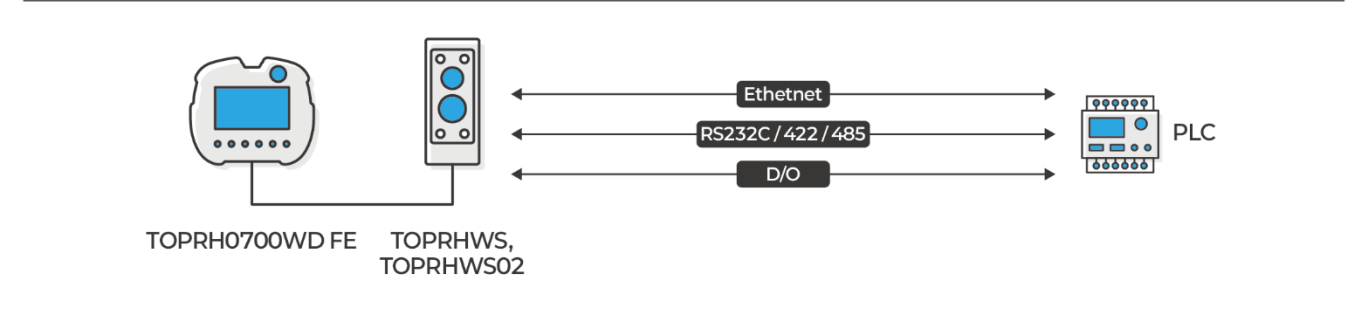 Ethetnet
RS232C / 422 / 485
D/O
PLC
TOPRH0700WD FE
TOPRHWS,
TOPRHWS02